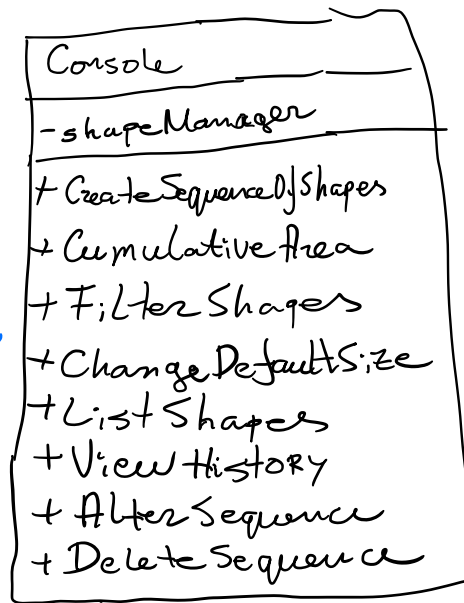 Console
-shapeManager
+CreateSequenceOfShapes
+CumulativeArea
+FilterShapes
+ChangeDefaultSize
+ListShapes
+ViewHistory
+AlterSequence
+DeleteSequence